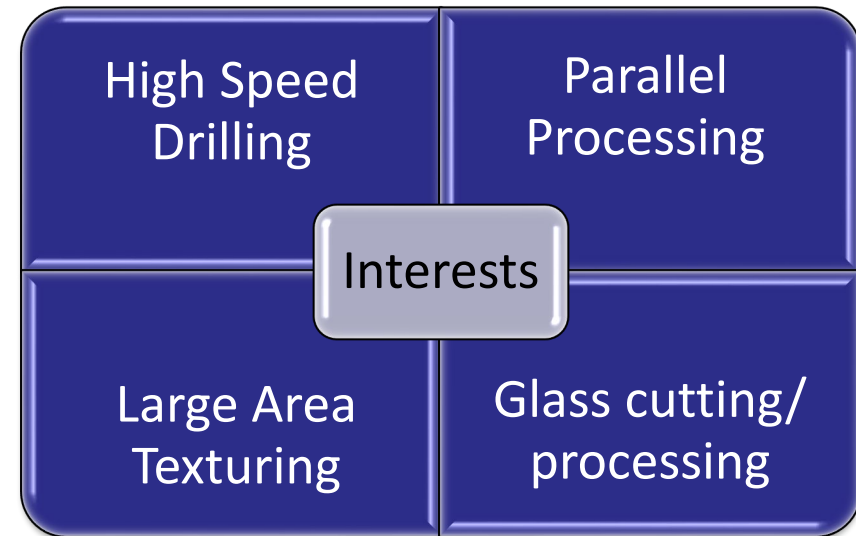 High Speed
Drilling
Parallel
Processing
Interests
Large Area
Texturing
Glass cutting/
processing